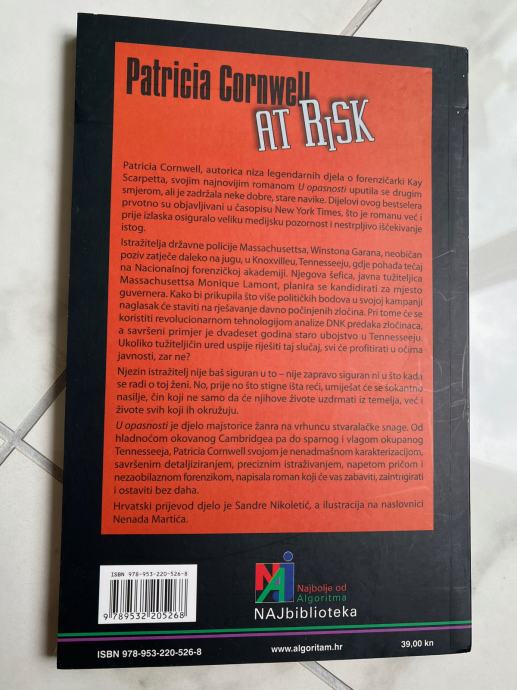 Patricia Cornwell
AT RISK
Patricia Cornwell, autorica niza legendarnih djela o forenzičarki Kay
Scarpetta, svojim najnovijim romanom U opasnosti uputila se drugim
smjerom, ali je zadržala neke dobre, stare navike. Dijelovi ovog bestselera
prvotno su objavljivani u časopisu New York Times, što je romanu već i
prije izlaska osiguralo veliku medijsku pozornost i nestrpljivo iščekivanje
istog.
Istražitelja državne policije Massachusettsa, Winstona Garana, neobičan
poziv zatječe daleko na jugu, u Knoxvilleu, Tennesseeju, gdje pohađa tečaj
na Nacionalnoj forenzičkoj akademiji. Njegova šefica, javna tužiteljica
Massachusettsa Monique Lamont, planira se kandidirati za mjesto
guvernera. Kako bi prikupila što više političkih bodova u svojoj kampanji
naglasak će staviti na rješavanje davno počinjenih zločina. Pri tome će se
koristiti revolucionarnom tehnologijom analize DNK predaka zločinaca,
a savršeni primjer je dvadeset godina staro ubojstvo u Tennesseeju.
Ukoliko tužiteljičin ured uspije riješiti taj slučaj, svi će profitirati u očima
javnosti, zar ne?
Njezin istražitelj nije baš siguran u to – nije zapravo siguran ni u što kada
se radi o toj ženi. No, prije no što stigne išta reći, umiješat će se šokantno
nasilje, čin koji ne samo da će njihove živote uzdrmati iz temelja, već i
živote svih koji ih okružuju.
U opasnosti je djelo majstorice žanra na vrhuncu stvaralačke snage. Od
hladnoćom okovanog Cambridgea pa do sparnog i vlagom okupanog
Tennesseeja, Patricia Cornwell svojom je nenadmašnom karakterizacijom,
savršenim detaljiziranjem, preciznim istraživanjem, napetom pričom i
nezaobilaznom forenzikom, napisala roman koji će vas zabaviti, zaintrigirati
i ostaviti bez daha.
Hrvatski prijevod djelo je Sandre Nikoletić, a ilustracija na naslovnici
Nenada Martića.
ISBN 978-953-220-526-8
9 789532 205268
NAJ
Najbolje od
Algoritma
NAJbiblioteka
ISBN 978-953-220-526-8
www.algoritam.hr
39,00 kn